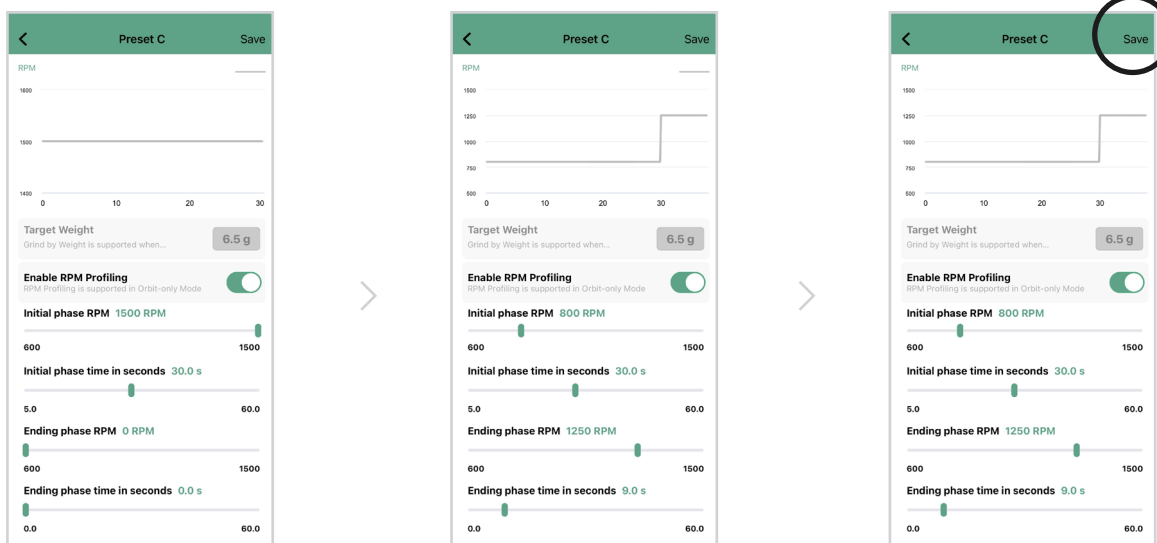 Preset C Save
RPM
1600
1500
1400
0 10 20 30
Target Weight
Grind by Weight is supported when...
6.5 g
Enable RPM Profiling
RPM Profiling is supported in Orbit-only Mode
Initial phase RPM 1500 RPM
600 1500
Initial phase time in seconds 30.0 s
5.0 60.0
Ending phase RPM 0 RPM
600 1500
Ending phase time in seconds 0.0 s
0.0 60.0
Preset C Save
RPM
1500
1250
1000
750
500
0 10 20 30
Target Weight
Grind by Weight is supported when...
6.5 g
Enable RPM Profiling
RPM Profiling is supported in Orbit-only Mode
Initial phase RPM 800 RPM
600 1500
Initial phase time in seconds 30.0 s
5.0 60.0
Ending phase RPM 1250 RPM
600 1500
Ending phase time in seconds 9.0 s
0.0 60.0
Preset C Save
RPM
1500
1250
1000
750
500
0 10 20 30
Target Weight
Grind by Weight is supported when...
6.5 g
Enable RPM Profiling
RPM Profiling is supported in Orbit-only Mode
Initial phase RPM 800 RPM
600 1500
Initial phase time in seconds 30.0 s
5.0 60.0
Ending phase RPM 1250 RPM
600 1500
Ending phase time in seconds 9.0 s
0.0 60.0